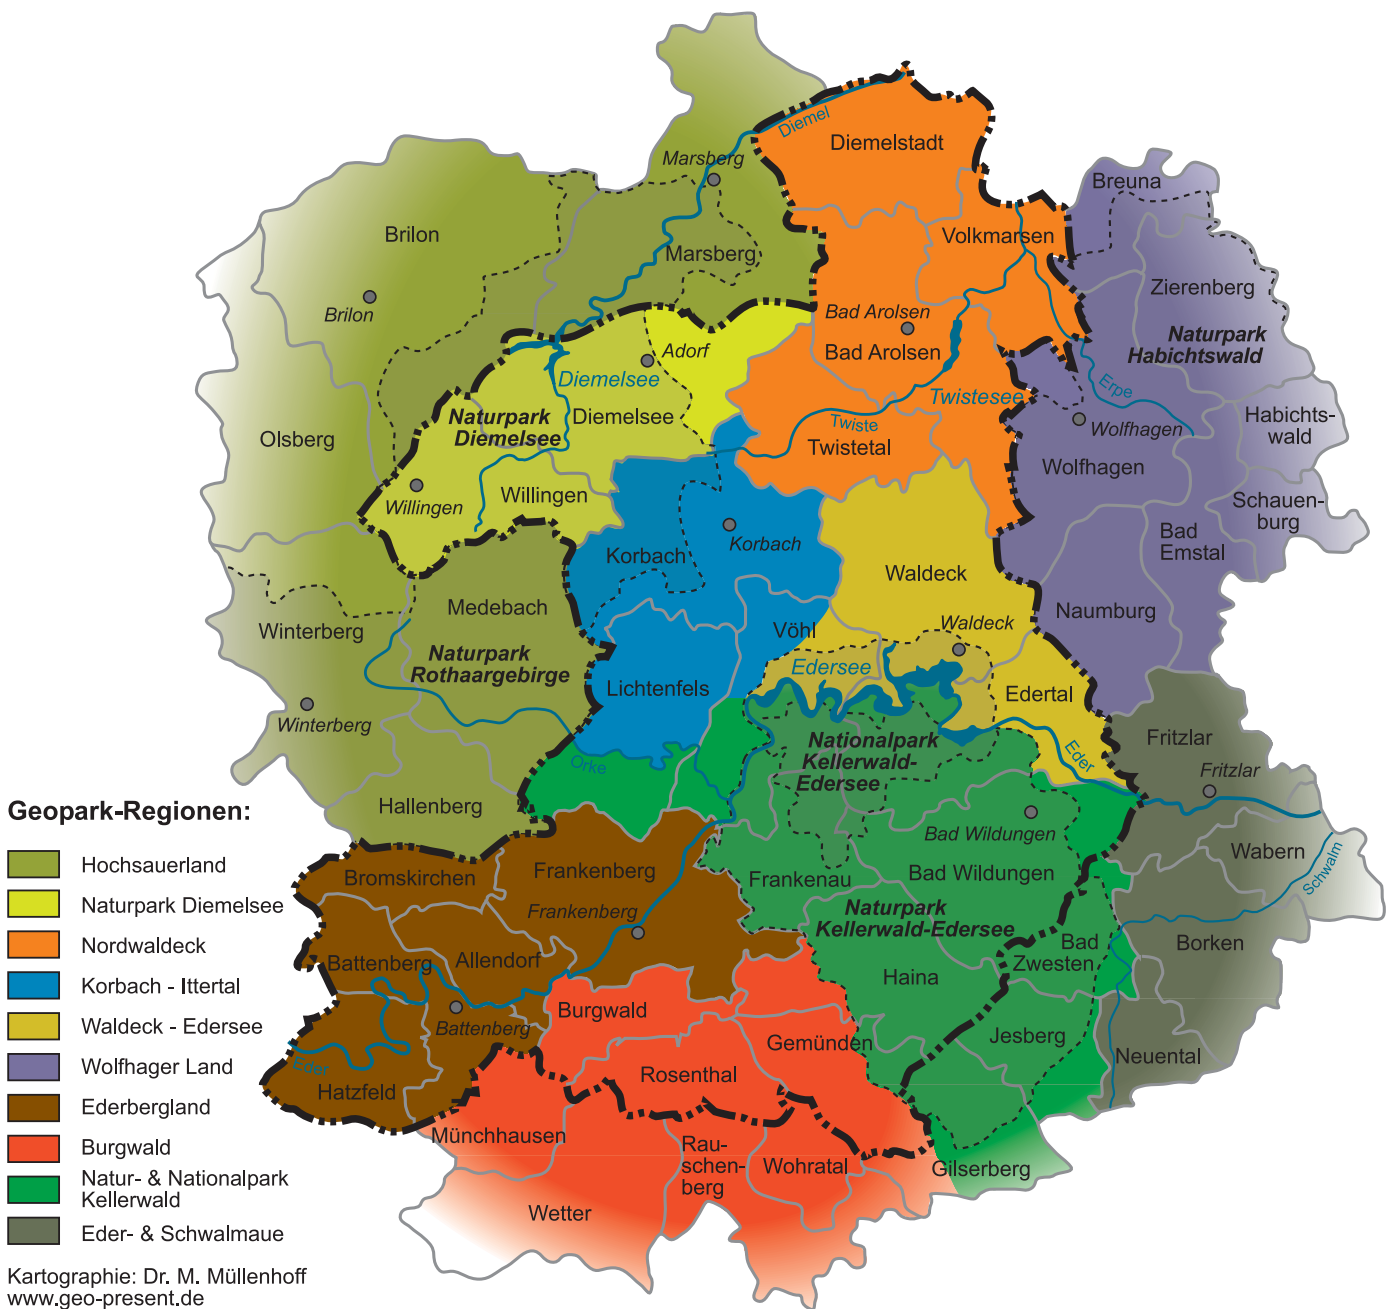 Diemel
Diemelstadt
Marsberg
Breuna
Brilon
Volkmarsen
Marsberg
Zierenberg
Brilon
Bad Arolsen
Naturpark
Habichtswald
Adorf
Bad Arolsen
Diemelsee
Erpe
Twistesee
Naturpark
Diemelsee
Diemelsee
Habichts-
wald
Twiste
Wolfhagen
Olsberg
Twistetal
Wolfhagen
Willingen
Willingen
Schauen-
burg
Korbach
Korbach
Bad
Emstal
Waldeck
Medebach
Naumburg
Winterberg
Vöhl
Waldeck
Naturpark
Rothaargebirge
Edersee
Lichtenfels
Edertal
Winterberg
Nationalpark
Kellerwald-
Edersee
Fritzlar
Eder
Orke
Fritzlar
Hallenberg
Bad Wildungen
Wabern
Schwalm
Frankenberg
Bromskirchen
Frankenau
Bad Wildungen
Frankenberg
Naturpark
Kellerwald-Edersee
Borken
Bad
Zwesten
Battenberg
Allendorf
Haina
Burgwald
Battenberg
Gemünden
Jesberg
Neuental
Eder
Hatzfeld
Rosenthal
Münchhausen
Rau-
schen-
berg
Wohratal
Gilserberg
Wetter
Geopark-Regionen:
Hochsauerland
Naturpark Diemelsee
Nordwaldeck
Korbach - Ittertal
Waldeck - Edersee
Wolfhager Land
Ederbergland
Burgwald
Natur- & Nationalpark
Kellerwald
Eder- & Schwalmaue
Kartographie: Dr. M. Müllenhoff
www.geo-present.de